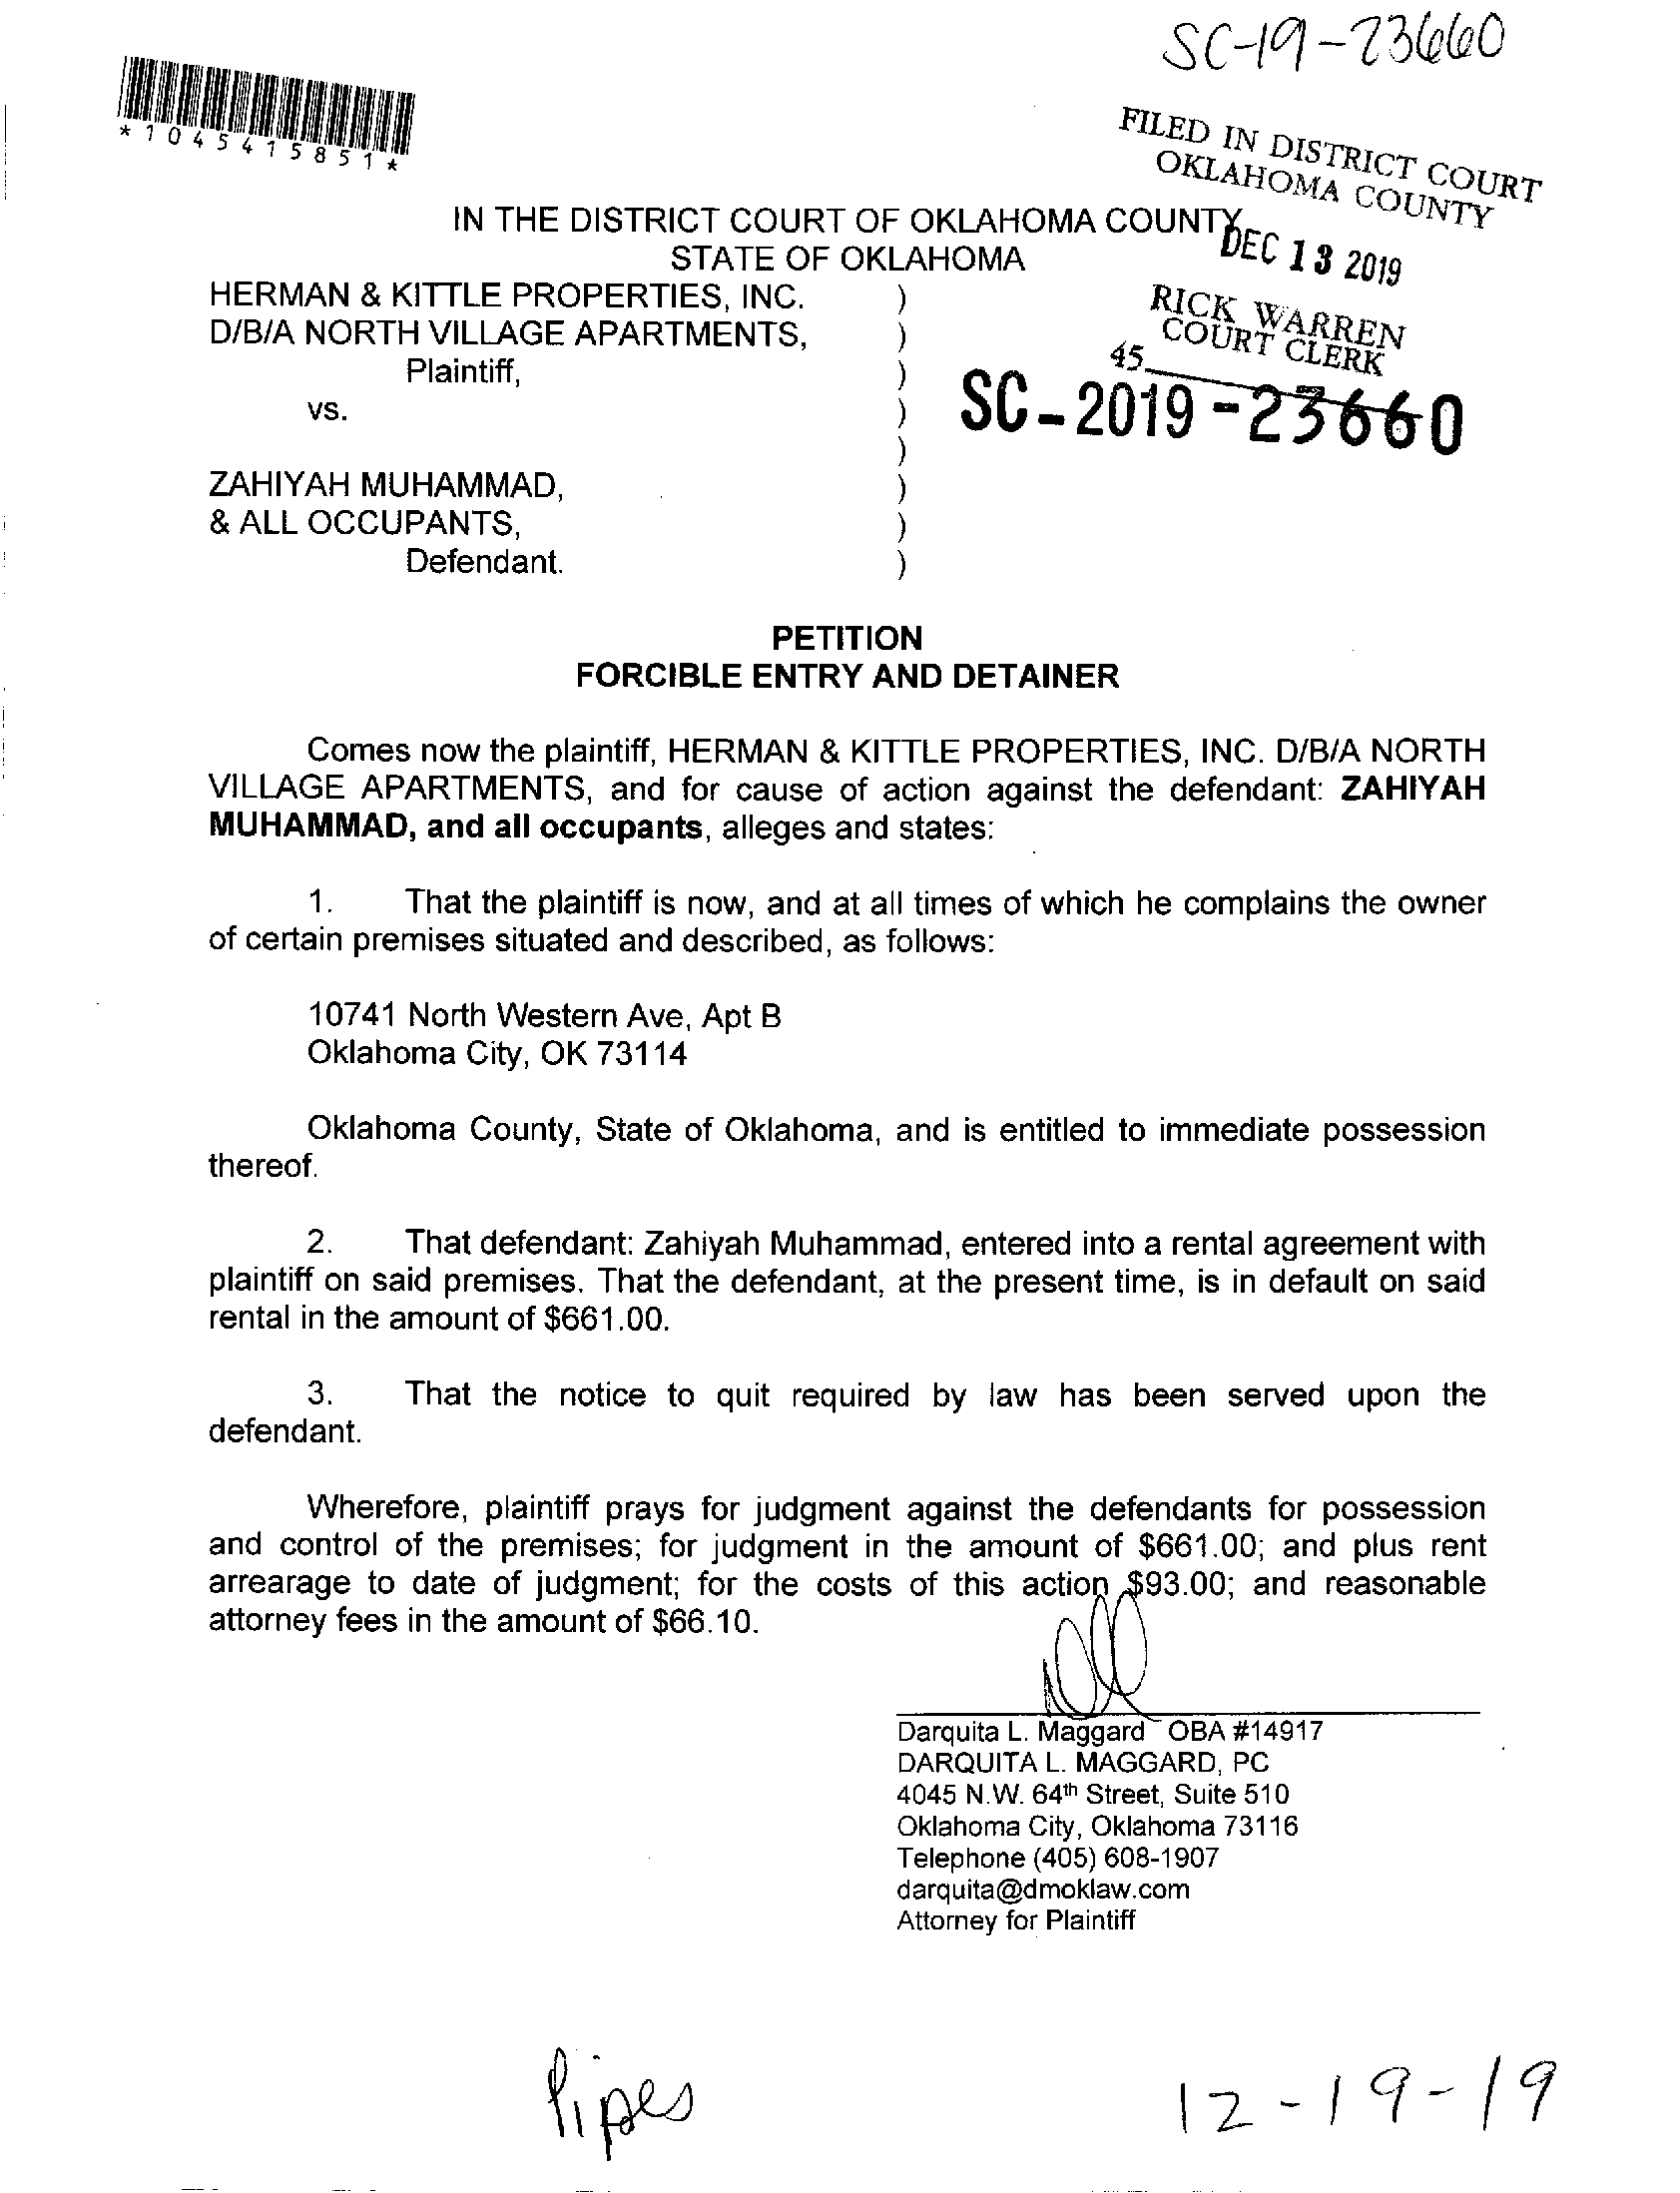 SC-19-23660
*1045415851*
FILED IN DISTRICT COURT
OKLAHOMA COUNTY
IN THE DISTRICT COURT OF OKLAHOMA COUNTY
DEC 13 2019
STATE OF OKLAHOMA
HERMAN & KITTLE PROPERTIES, INC. )
RICK WARREN
COURT CLERK
D/B/A NORTH VILLAGE APARTMENTS, )
45
Plaintiff, )
SC-2019-23660
vs. )
)
ZAHIYAH MUHAMMAD, )
& ALL OCCUPANTS, )
Defendant. )
PETITION
FORCIBLE ENTRY AND DETAINER
Comes now the plaintiff, HERMAN & KITTLE PROPERTIES, INC. D/B/A NORTH
VILLAGE APARTMENTS, and for cause of action against the defendant: ZAHIYAH
MUHAMMAD, and all occupants, alleges and states:
1. That the plaintiff is now, and at all times of which he complains the owner
of certain premises situated and described, as follows:
10741 North Western Ave, Apt B
Oklahoma City, OK 73114
Oklahoma County, State of Oklahoma, and is entitled to immediate possession
thereof.
2. That defendant: Zahiyah Muhammad, entered into a rental agreement with
plaintiff on said premises. That the defendant, at the present time, is in default on said
rental in the amount of $661.00.
3. That the notice to quit required by law has been served upon the
defendant.
Wherefore, plaintiff prays for judgment against the defendants for possession
and control of the premises; for judgment in the amount of $661.00; and plus rent
arrearage to date of judgment; for the costs of this action $93.00; and reasonable
attorney fees in the amount of $66.10.
Darquita L. Maggard OBA #14917
DARQUITA L. MAGGARD, PC
4045 N.W. 64th Street, Suite 510
Oklahoma City, Oklahoma 73116
Telephone (405) 608-1907
darquita@dmoklaw.com
Attorney for Plaintiff
Pipes
12-19-19